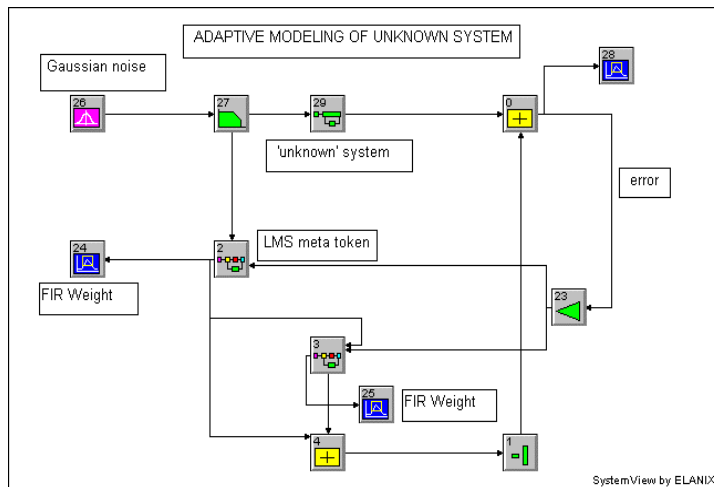 ADAPTIVE MODELING OF UNKNOWN SYSTEM
28
Gaussian noise
26
27
29
0
'unknown' system
error
24
2
LMS meta token
FIR Weight
23
3
25
FIR Weight
4
1
SystemView by ELANIX